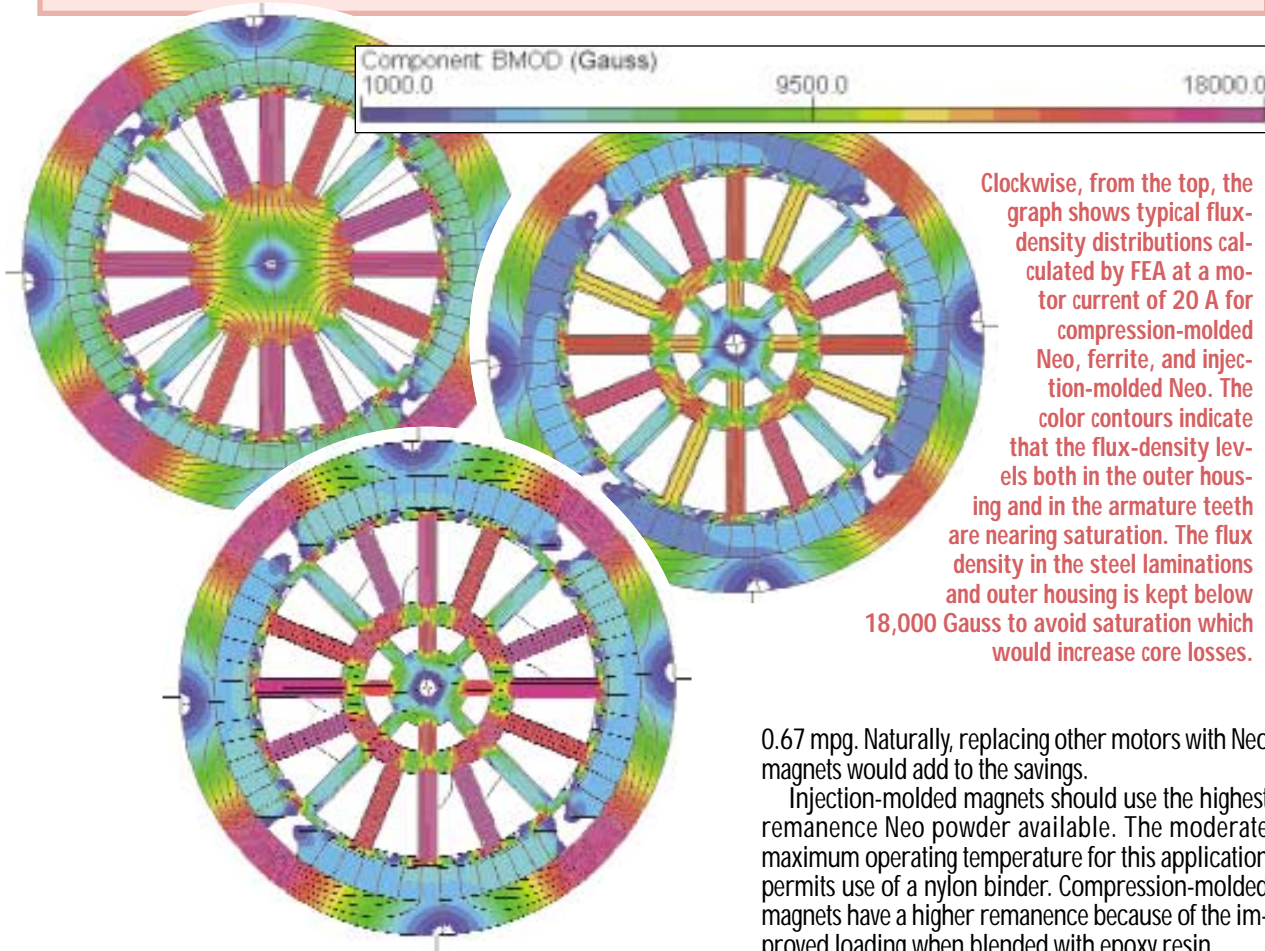 Component: BMOD (Gauss)
1000.0 9500.0 18000.0
Clockwise, from the top, the
graph shows typical flux-
density distributions cal-
culated by FEA at a mo-
tor current of 20 A for
compression-molded
Neo, ferrite, and injec-
tion-molded Neo. The
color contours indicate
that the flux-density lev-
els both in the outer hous-
ing and in the armature teeth
are nearing saturation. The flux
density in the steel laminations
and outer housing is kept below
18,000 Gauss to avoid saturation which
would increase core losses.
0.67 mpg. Naturally, replacing other motors with Neo
magnets would add to the savings.
Injection-molded magnets should use the highest
remanence Neo powder available. The moderate
maximum operating temperature for this application
permits use of a nylon binder. Compression-molded
magnets have a higher remanence because of the im-
proved loading when blended with epoxy resin.